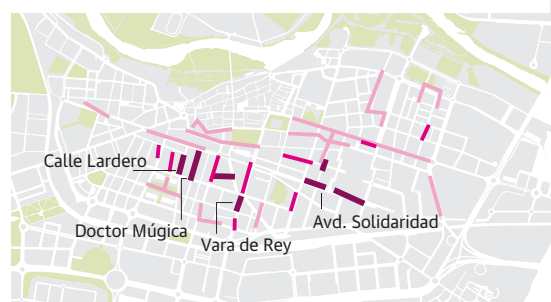 Calle Lardero
Doctor Múgica
Vara de Rey
Avd. Solidaridad